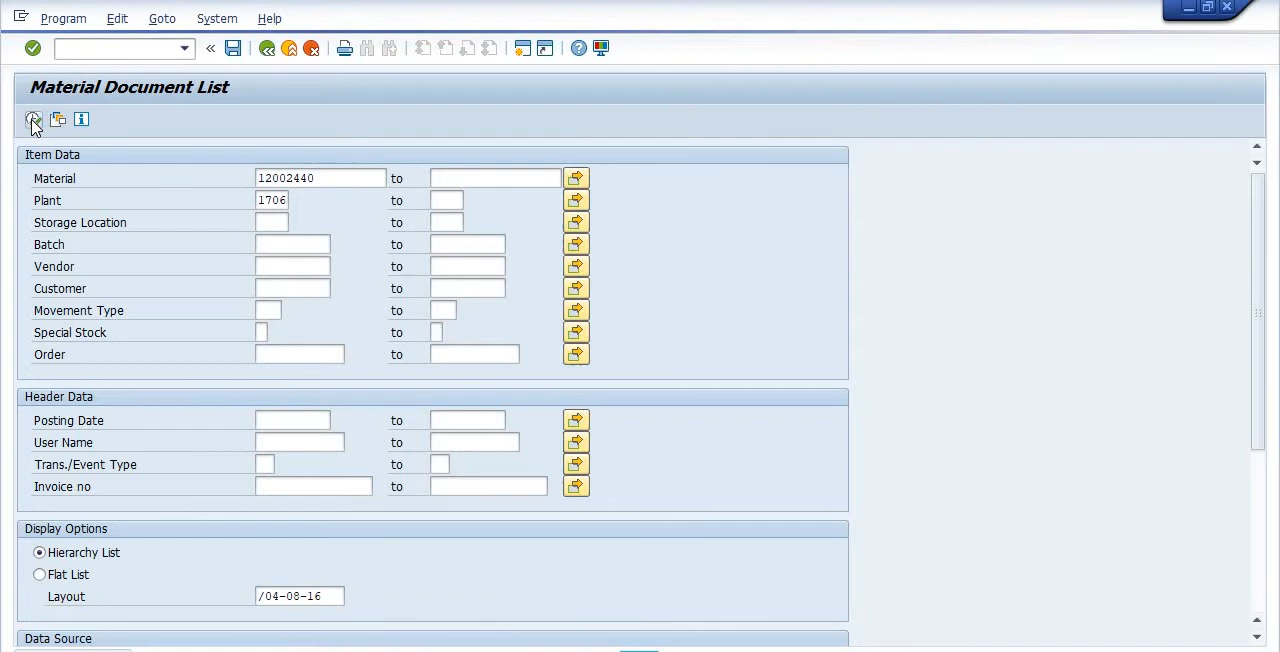 Program Edit Goto System Help
Material Document List
Item Data
Material 12002440 to
Plant 1706 to
Storage Location to
Batch to
Vendor to
Customer to
Movement Type to
Special Stock to
Order to
Header Data
Posting Date to
User Name to
Trans./Event Type to
Invoice no to
Display Options
Hierarchy List
Flat List
Layout /04-08-16
Data Source